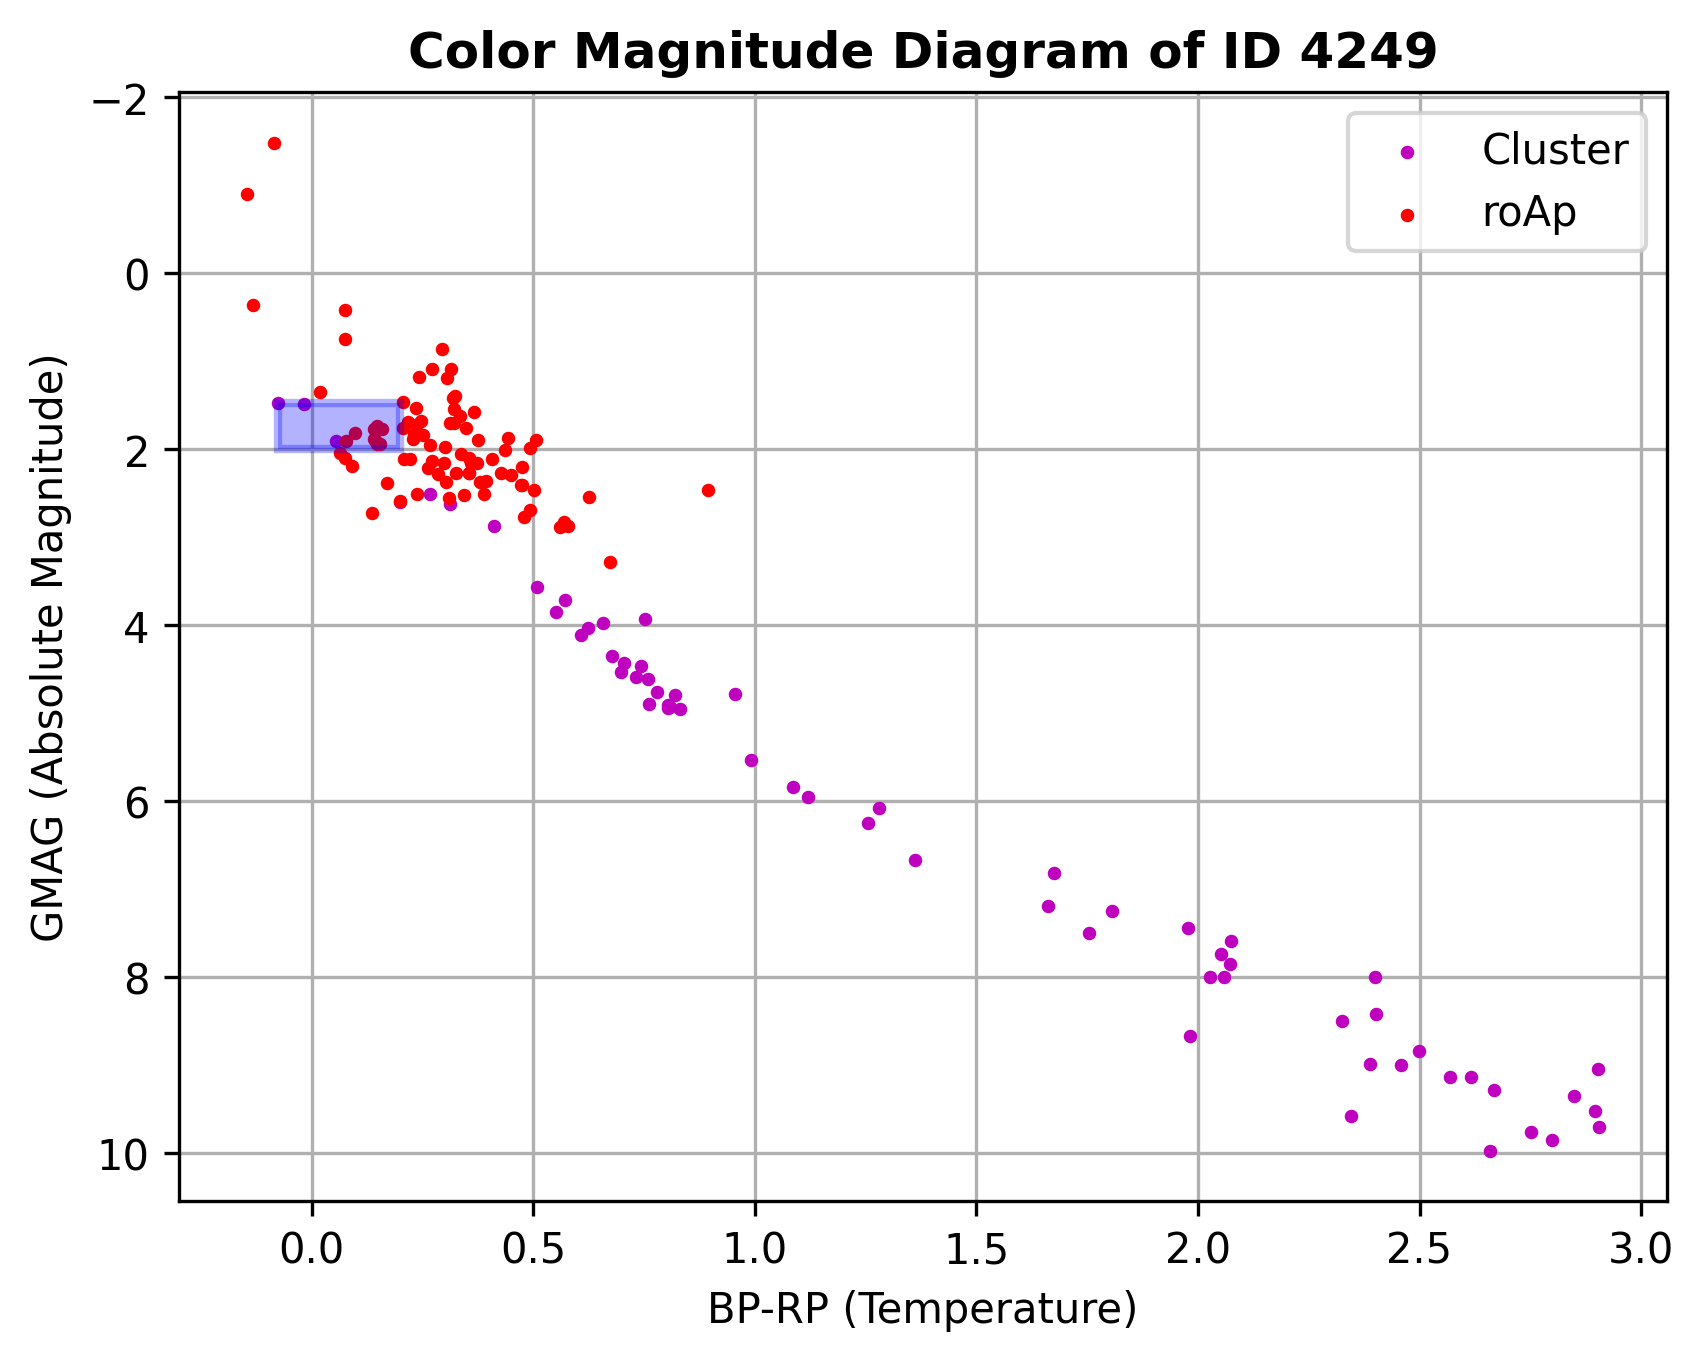 Color Magnitude Diagram of ID 4249
Cluster
roAp
GMAG (Absolute Magnitude)
−2
0
2
4
6
8
10
0.0 0.5 1.0 1.5 2.0 2.5 3.0
BP-RP (Temperature)